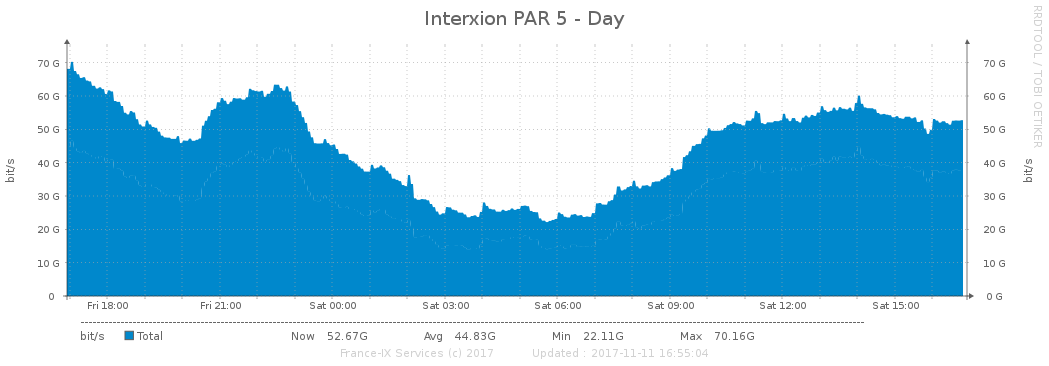 Interxion PAR 5 - Day
RRDTOOL / TOBI OETIKER
bit/s
70 G
60 G
50 G
40 G
30 G
20 G
10 G
0
70 G
60 G
50 G
40 G
30 G
20 G
10 G
0 G
bit/s
Fri 18:00 Fri 21:00 Sat 00:00 Sat 03:00 Sat 06:00 Sat 09:00 Sat 12:00 Sat 15:00
bit/s Total Now 52.67G Avg 44.83G Min 22.11G Max 70.16G
France-IX Services (c) 2017 Updated : 2017-11-11 16:55:04